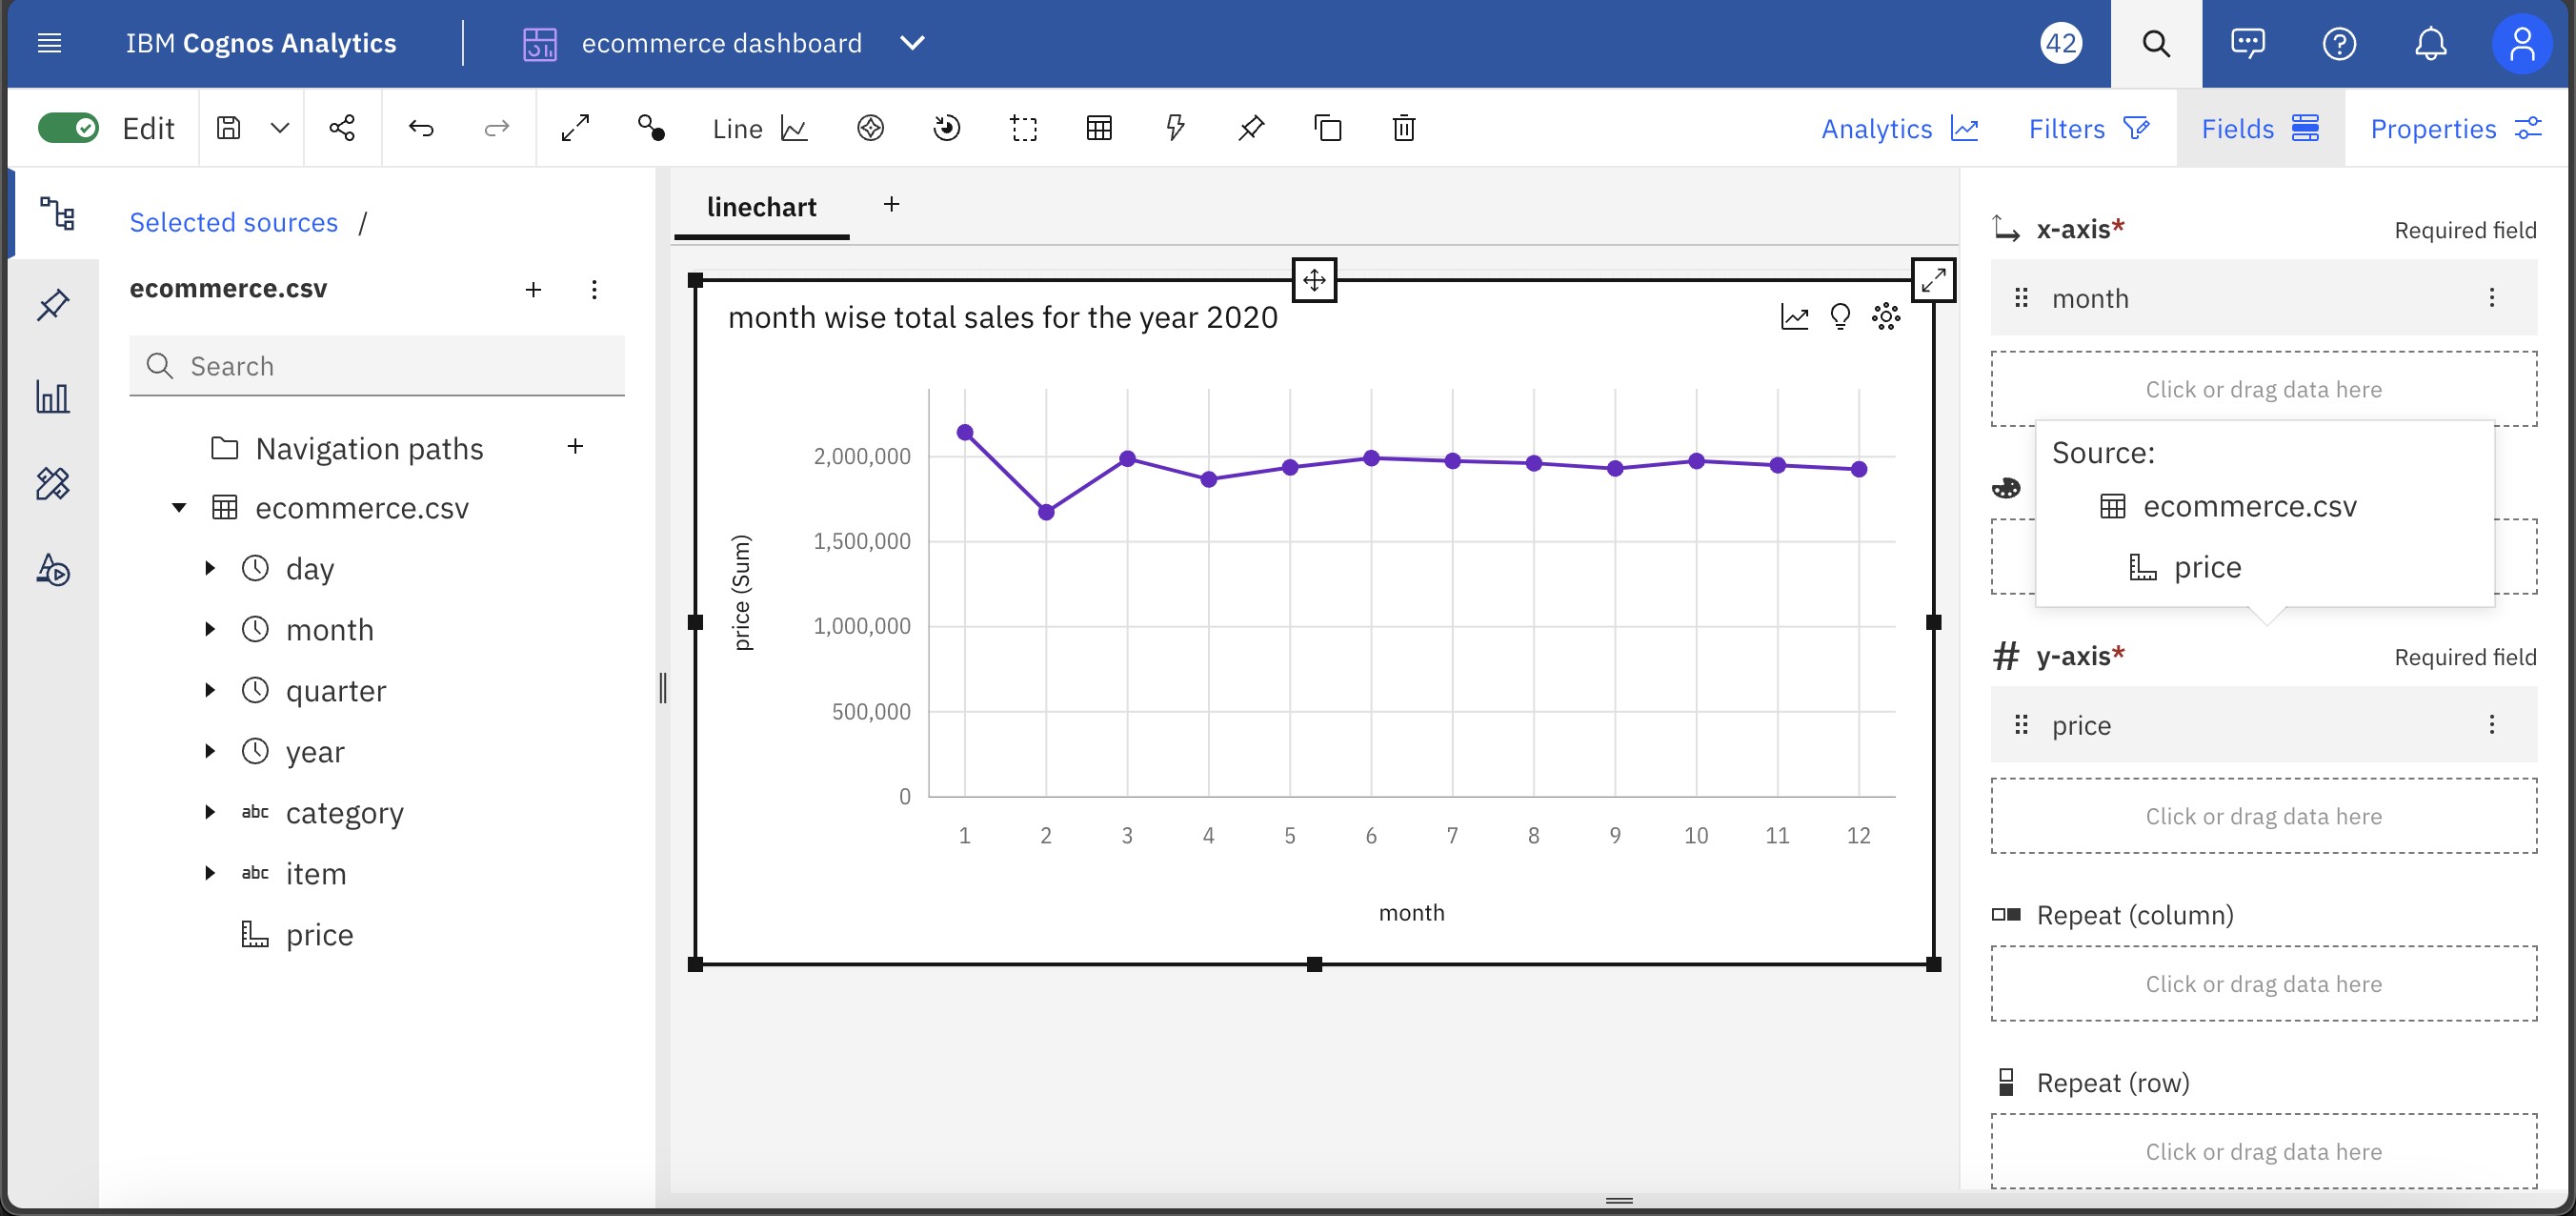 IBM Cognos Analytics
ecommerce dashboard
42
Edit
Line
Analytics
Filters
Fields
Properties
Selected sources /
ecommerce.csv
Search
Navigation paths
ecommerce.csv
day
month
quarter
year
abc category
abc item
price
linechart
month wise total sales for the year 2020
price (Sum)
2,000,000
1,500,000
1,000,000
500,000
0
1 2 3 4 5 6 7 8 9 10 11 12
month
x-axis* Required field
month
Click or drag data here
Source:
ecommerce.csv
price
# y-axis* Required field
price
Click or drag data here
Repeat (column)
Click or drag data here
Repeat (row)
Click or drag data here